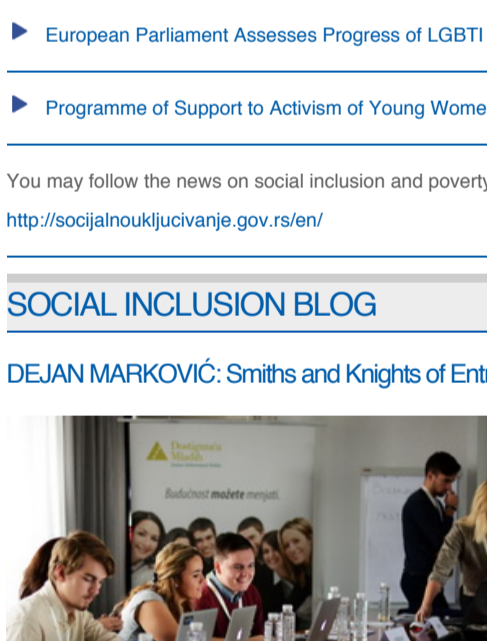 European Parliament Assesses Progress of LGBTI
Programme of Support to Activism of Young Wome
You may follow the news on social inclusion and poverty
http://socijalnoukljucivanje.gov.rs/en/
SOCIAL INCLUSION BLOG
DEJAN MARKOVIĆ: Smiths and Knights of Ent
Dostignuća
Mladih
Budućnost možete menjati.